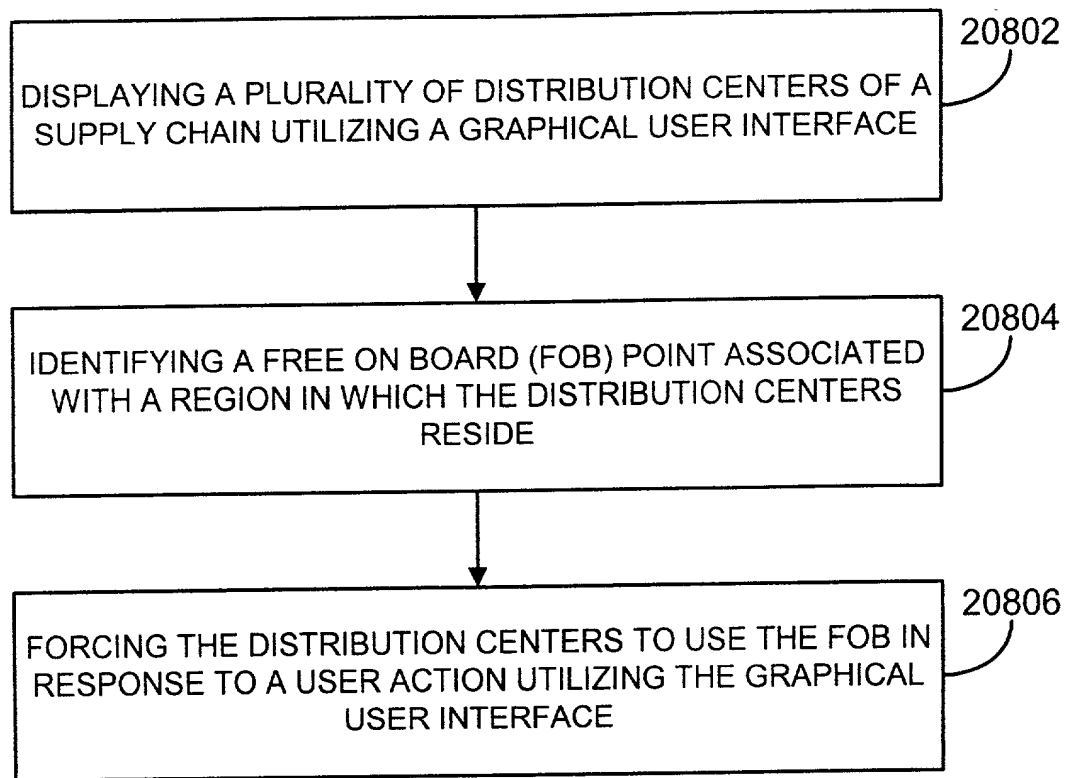 20802
DISPLAYING A PLURALITY OF DISTRIBUTION CENTERS OF A
SUPPLY CHAIN UTILIZING A GRAPHICAL USER INTERFACE
20804
IDENTIFYING A FREE ON BOARD (FOB) POINT ASSOCIATED
WITH A REGION IN WHICH THE DISTRIBUTION CENTERS
RESIDE
20806
FORCING THE DISTRIBUTION CENTERS TO USE THE FOB IN
RESPONSE TO A USER ACTION UTILIZING THE GRAPHICAL
USER INTERFACE